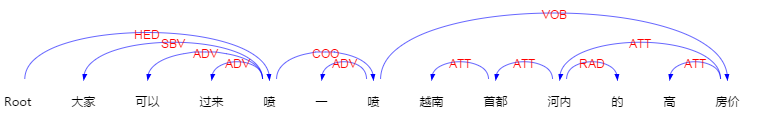 VOB
HED
SBV
COO
ATT
ADV
ADV
ADV
ATT
ATT
RAD
ATT
Root 大家 可以 过来 喷 一 喷 越南 首都 河内 的 高 房价